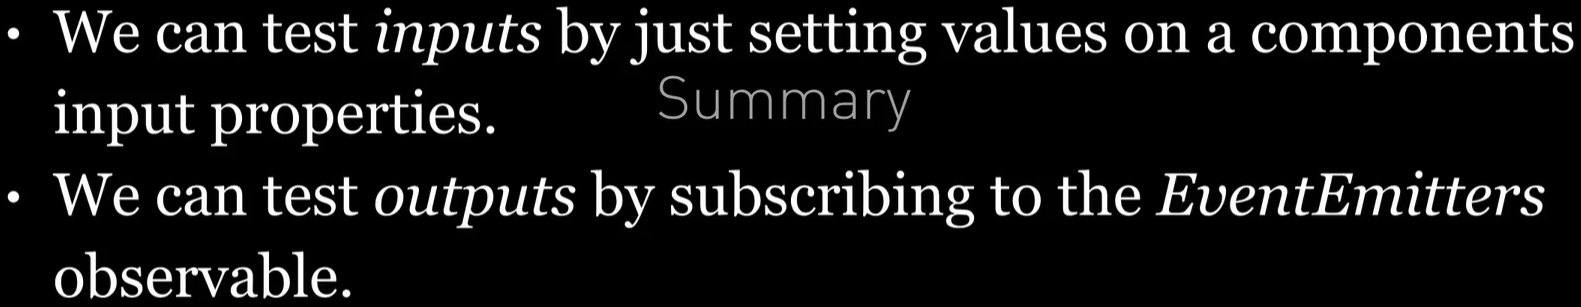 • We can test inputs by just setting values on a components
input properties.
Summary
• We can test outputs by subscribing to the EventEmitters
observable.